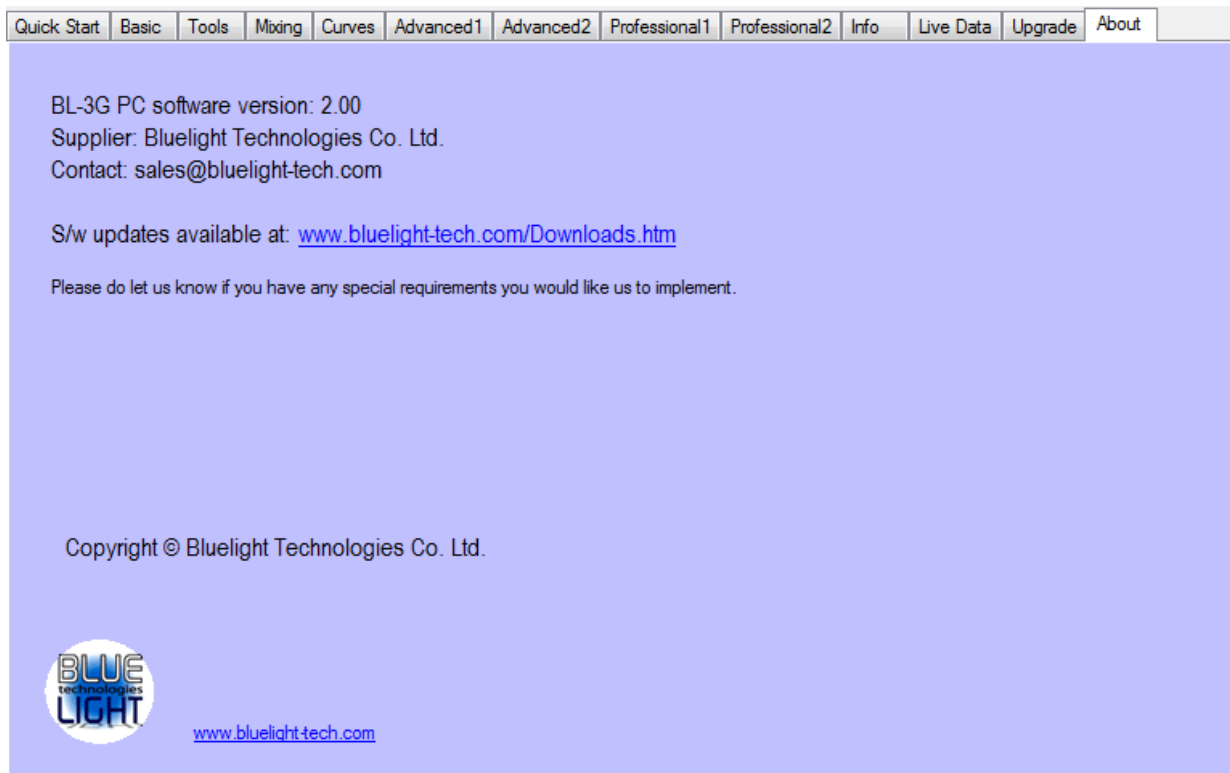 Quick Start Basic Tools Mixing Curves Advanced1 Advanced2 Professional1 Professional2 Info Live Data Upgrade About
BL-3G PC software version: 2.00
Supplier: Bluelight Technologies Co. Ltd.
Contact: sales@bluelight-tech.com
S/w updates available at: www.bluelight-tech.com/Downloads.htm
Please do let us know if you have any special requirements you would like us to implement.
Copyright © Bluelight Technologies Co. Ltd.
BLUE
technologies
LIGHT
www.bluelight-tech.com